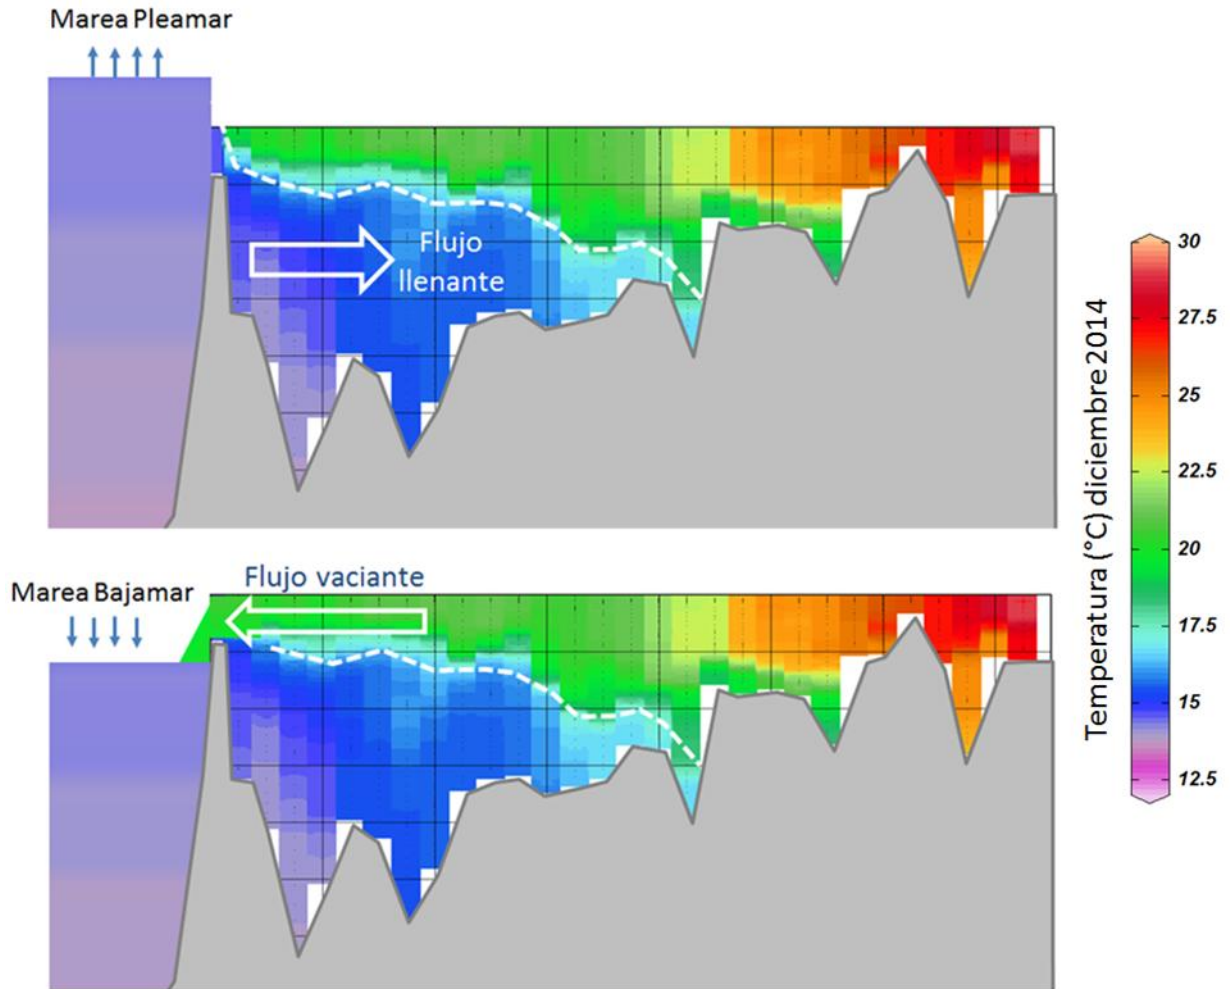 Marea Pleamar
Flujo
llenante
Marea Bajamar
Flujo vaciante
Temperatura (°C) diciembre 2014
30
27.5
25
22.5
20
17.5
15
12.5